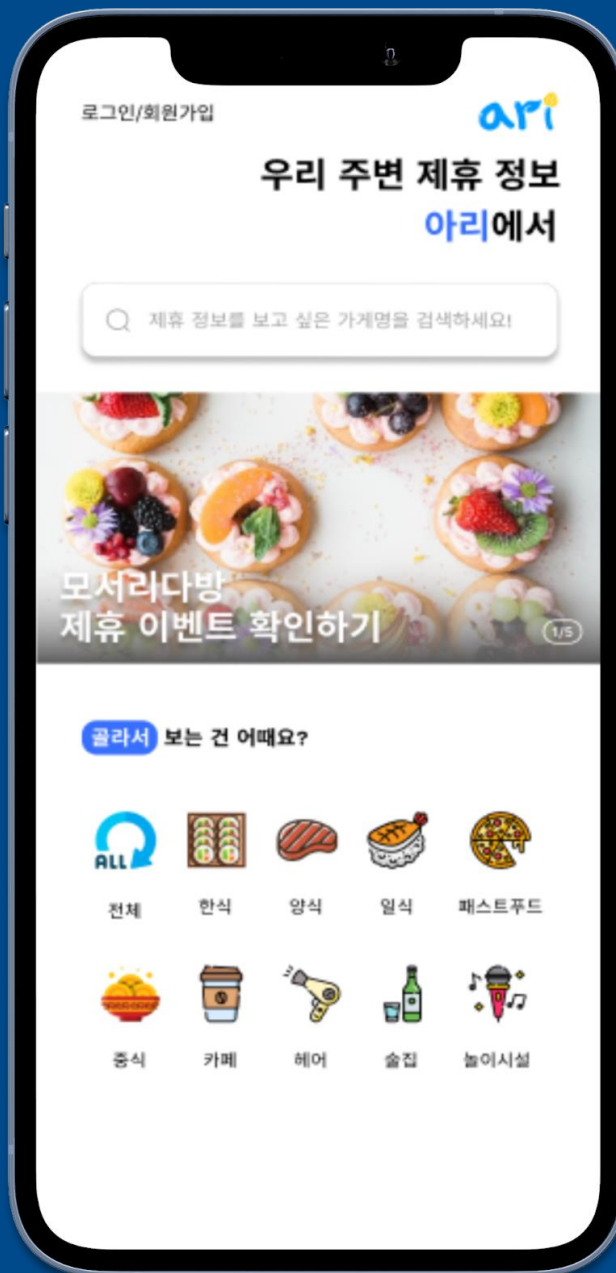 로그인/회원가입
ari
우리 주변 제휴 정보
아리에서
제휴 정보를 보고 싶은 가게명을 검색하세요!
모서리다방
제휴 이벤트 확인하기
1/5
골라서 보는 건 어때요?
ALL
전체 한식 양식 일식 패스트푸드
중식 카페 헤어 술집 놀이시설